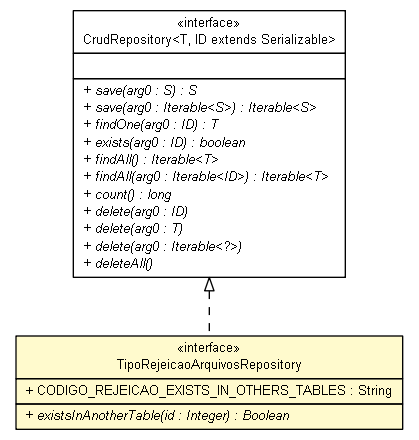 «interface»
CrudRepository<T, ID extends Serializable>
+ save(arg0 : S) : S
+ save(arg0 : Iterable<S>) : Iterable<S>
+ findOne(arg0 : ID) : T
+ exists(arg0 : ID) : boolean
+ findAll() : Iterable<T>
+ findAll(arg0 : Iterable<ID>) : Iterable<T>
+ count() : long
+ delete(arg0 : ID)
+ delete(arg0 : T)
+ delete(arg0 : Iterable<?>)
+ deleteAll()
«interface»
TipoRejeicaoArquivosRepository
+ CODIGO_REJEICAO_EXISTS_IN_OTHERS_TABLES : String
+ existsInAnotherTable(id : Integer) : Boolean